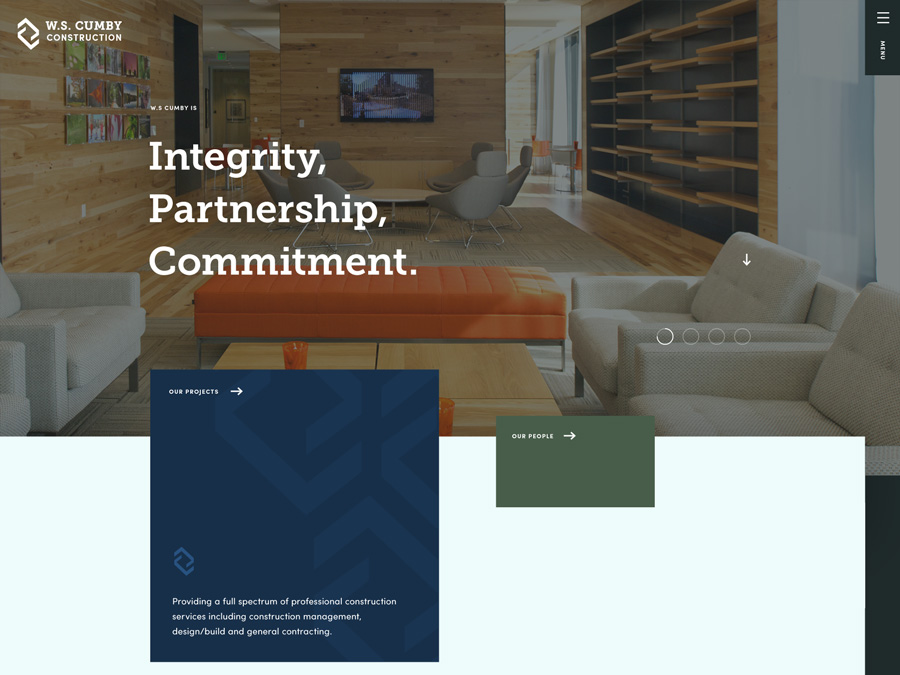 W.S. CUMBY
CONSTRUCTION
MENU
W.S CUMBY IS
Integrity,
Partnership,
Commitment.
OUR PROJECTS
OUR PEOPLE
Providing a full spectrum of professional construction
services including construction management,
design/build and general contracting.